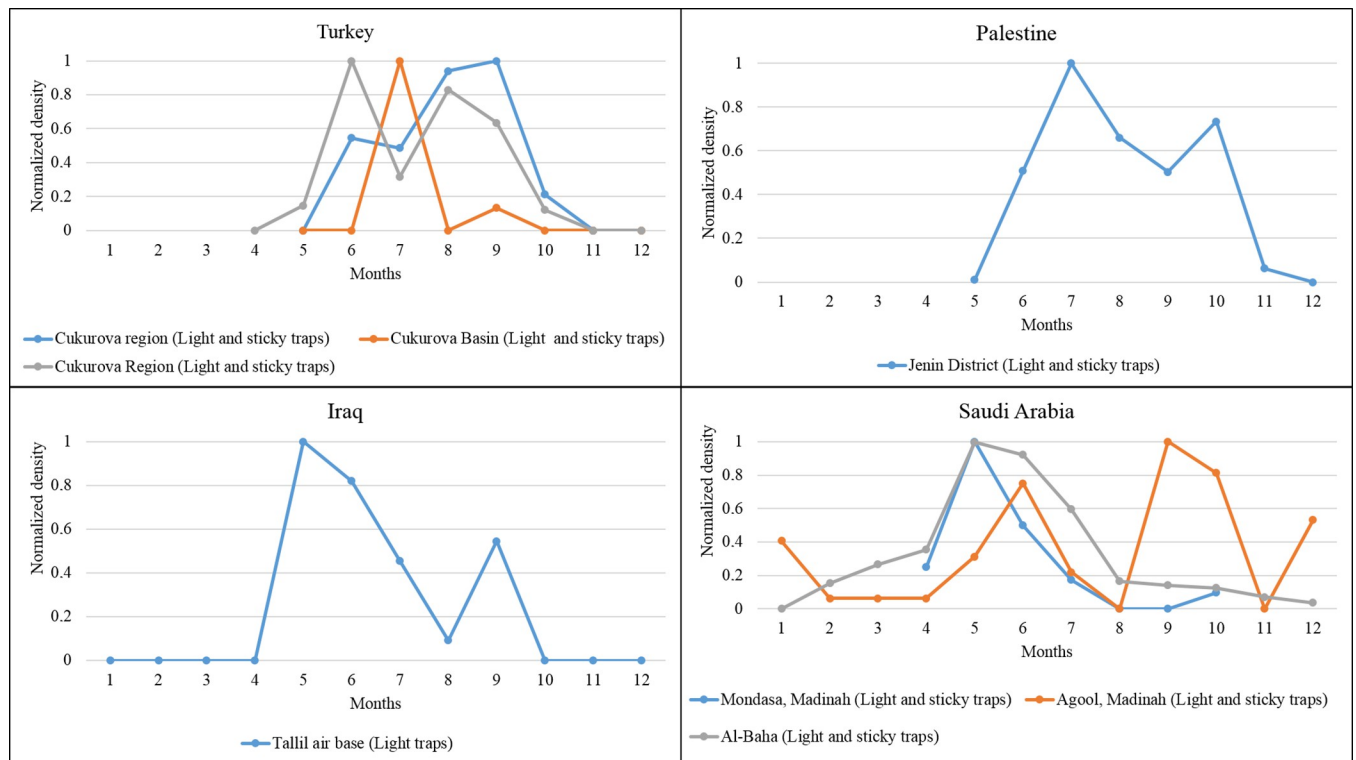 Turkey
Normalized density
1
0.8
0.6
0.4
0.2
0
1 2 3 4 5 6 7 8 9 10 11 12
Months
Cukurova region (Light and sticky traps)
Cukurova Basin (Light and sticky traps)
Cukurova Region (Light and sticky traps)
Palestine
Normalized density
1
0.8
0.6
0.4
0.2
0
1 2 3 4 5 6 7 8 9 10 11 12
Months
Jenin District (Light and sticky traps)
Iraq
Normalized density
1
0.8
0.6
0.4
0.2
0
1 2 3 4 5 6 7 8 9 10 11 12
Months
Tallil air base (Light traps)
Saudi Arabia
Normalized density
1
0.8
0.6
0.4
0.2
0
1 2 3 4 5 6 7 8 9 10 11 12
Months
Mondasa, Madinah (Light and sticky traps)
Agool, Madinah (Light and sticky traps)
Al-Baha (Light and sticky traps)